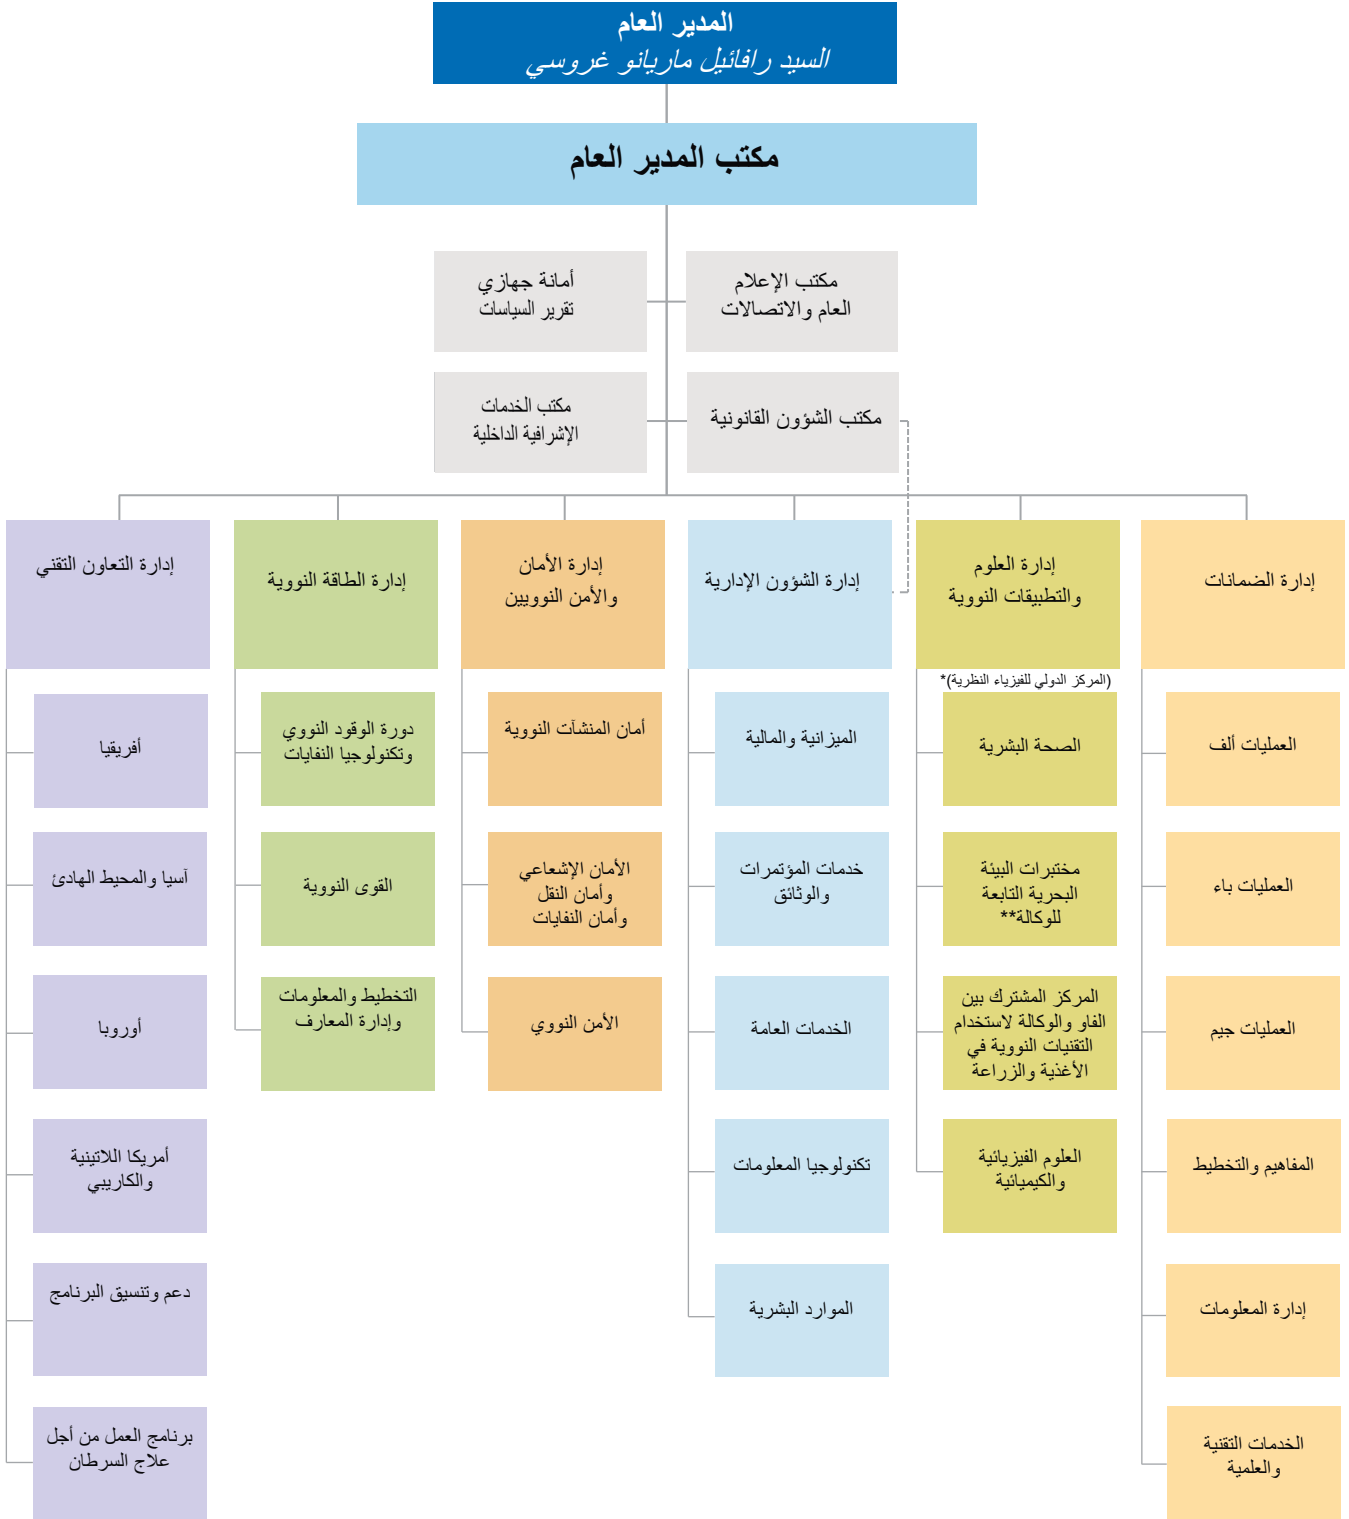 المدير العام
السيد رافائيل ماريانو غروسي
مكتب المدير العام
مكتب الإعلام
العام والاتصالات
أمانة جهازي
تقرير السياسات
مكتب الشؤون القانونية
مكتب الخدمات
الإشرافية الداخلية
إدارة الضمانات
العمليات ألف
العمليات باء
العمليات جيم
المفاهيم والتخطيط
إدارة المعلومات
الخدمات التقنية
والعلمية
إدارة العلوم
والتطبيقات النووية
(المركز الدولي للفيزياء النظرية)*
الصحة البشرية
مختبرات البيئة
البحرية التابعة
للوكالة**
المركز المشترك بين
الفاو والوكالة لاستخدام
التقنيات النووية في
الأغذية والزراعة
العلوم الفيزيائية
والكيميائية
إدارة الشؤون الإدارية
الميزانية والمالية
خدمات المؤتمرات
والوثائق
الخدمات العامة
تكنولوجيا المعلومات
الموارد البشرية
إدارة الأمان
والأمن النوويين
أمان المنشآت النووية
الأمان الإشعاعي
وأمان النقل
وأمان النفايات
الأمن النووي
إدارة الطاقة النووية
دورة الوقود النووي
وتكنولوجيا النفايات
القوى النووية
التخطيط والمعلومات
وإدارة المعارف
إدارة التعاون التقني
أفريقيا
آسيا والمحيط الهادئ
أوروبا
أمريكا اللاتينية
والكاريبي
دعم وتنسيق البرنامج
برنامج العمل من أجل
علاج السرطان